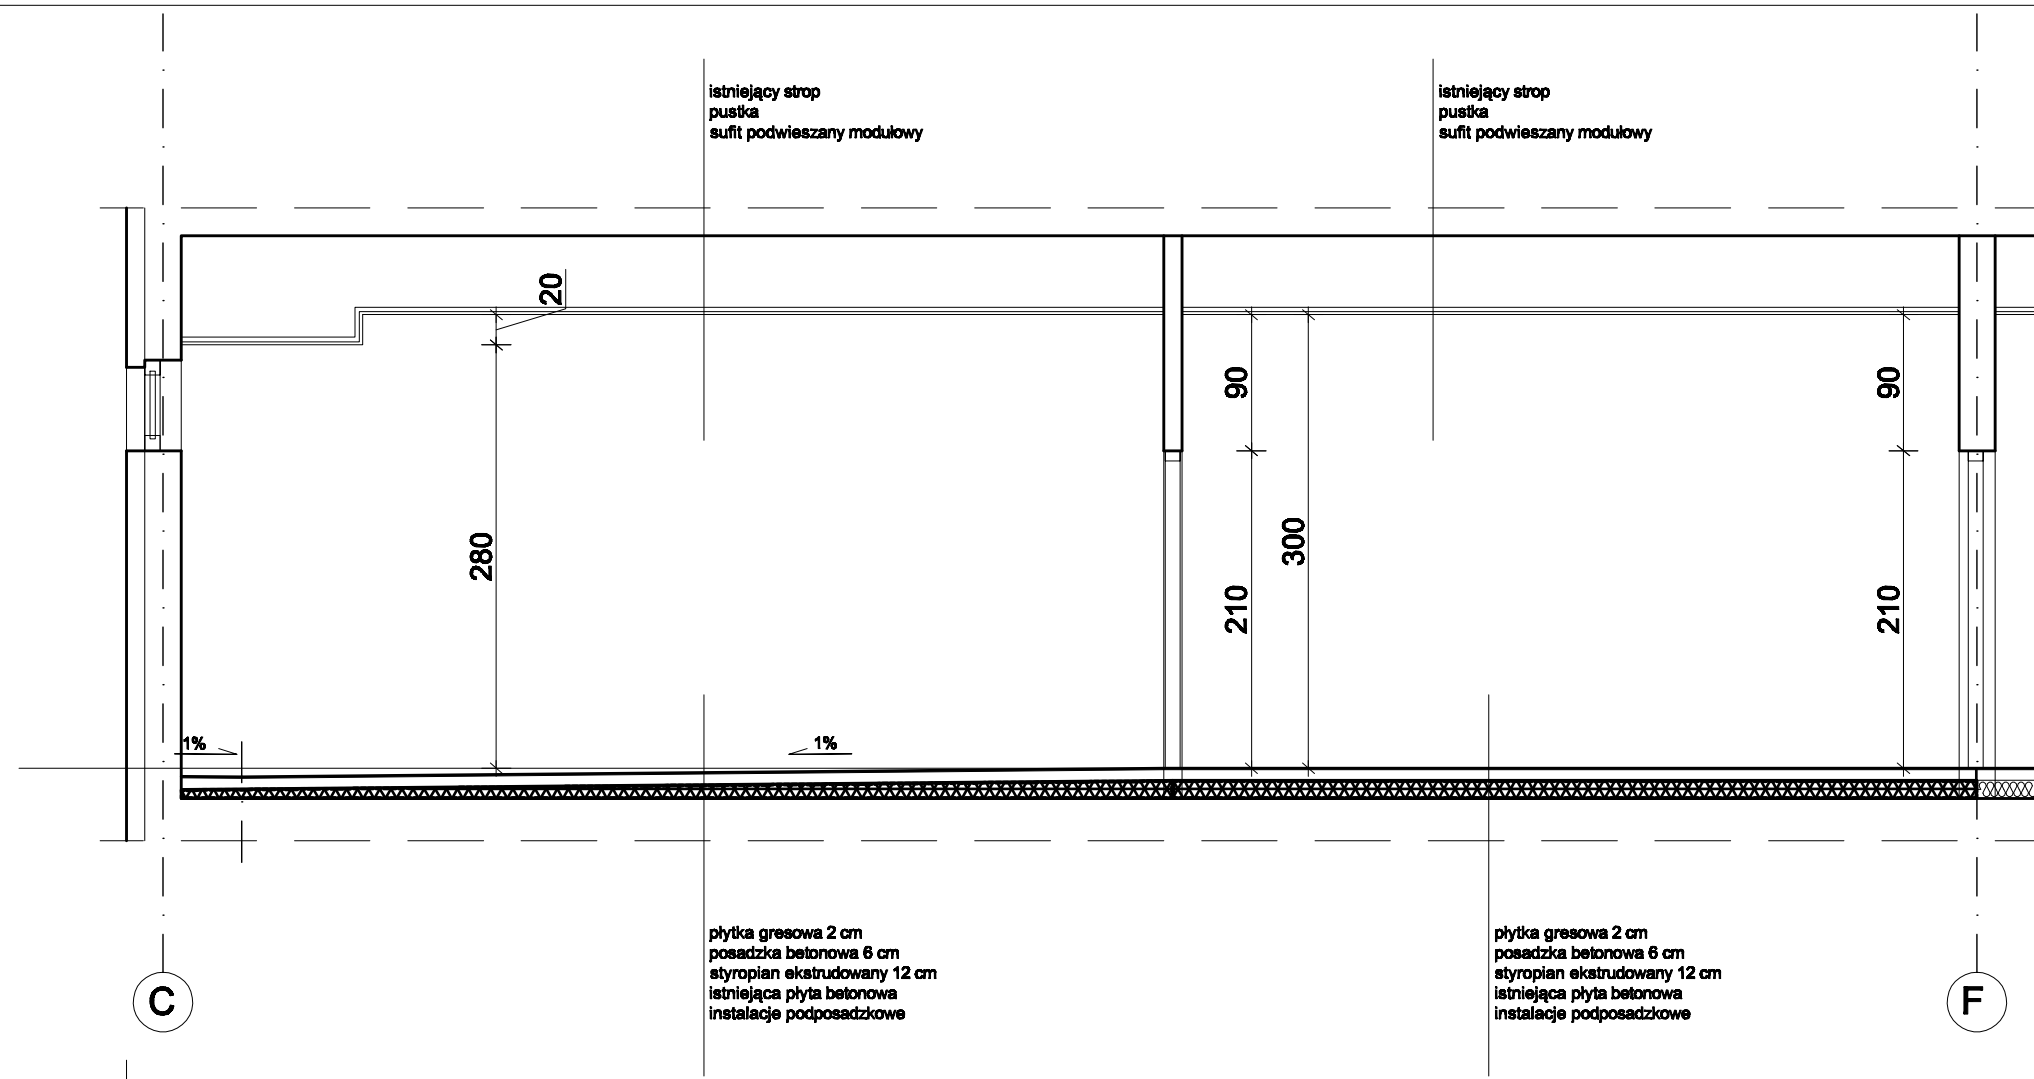 istniejący strop
pustka
sufit podwieszany modułowy
istniejący strop
pustka
sufit podwieszany modułowy
20
90
90
280
300
210
210
1%
1%
płytka gresowa 2 cm
posadzka betonowa 6 cm
styropian ekstrudowany 12 cm
istniejąca płyta betonowa
instalacje podposadzkowe
płytka gresowa 2 cm
posadzka betonowa 6 cm
styropian ekstrudowany 12 cm
istniejąca płyta betonowa
instalacje podposadzkowe
C
F